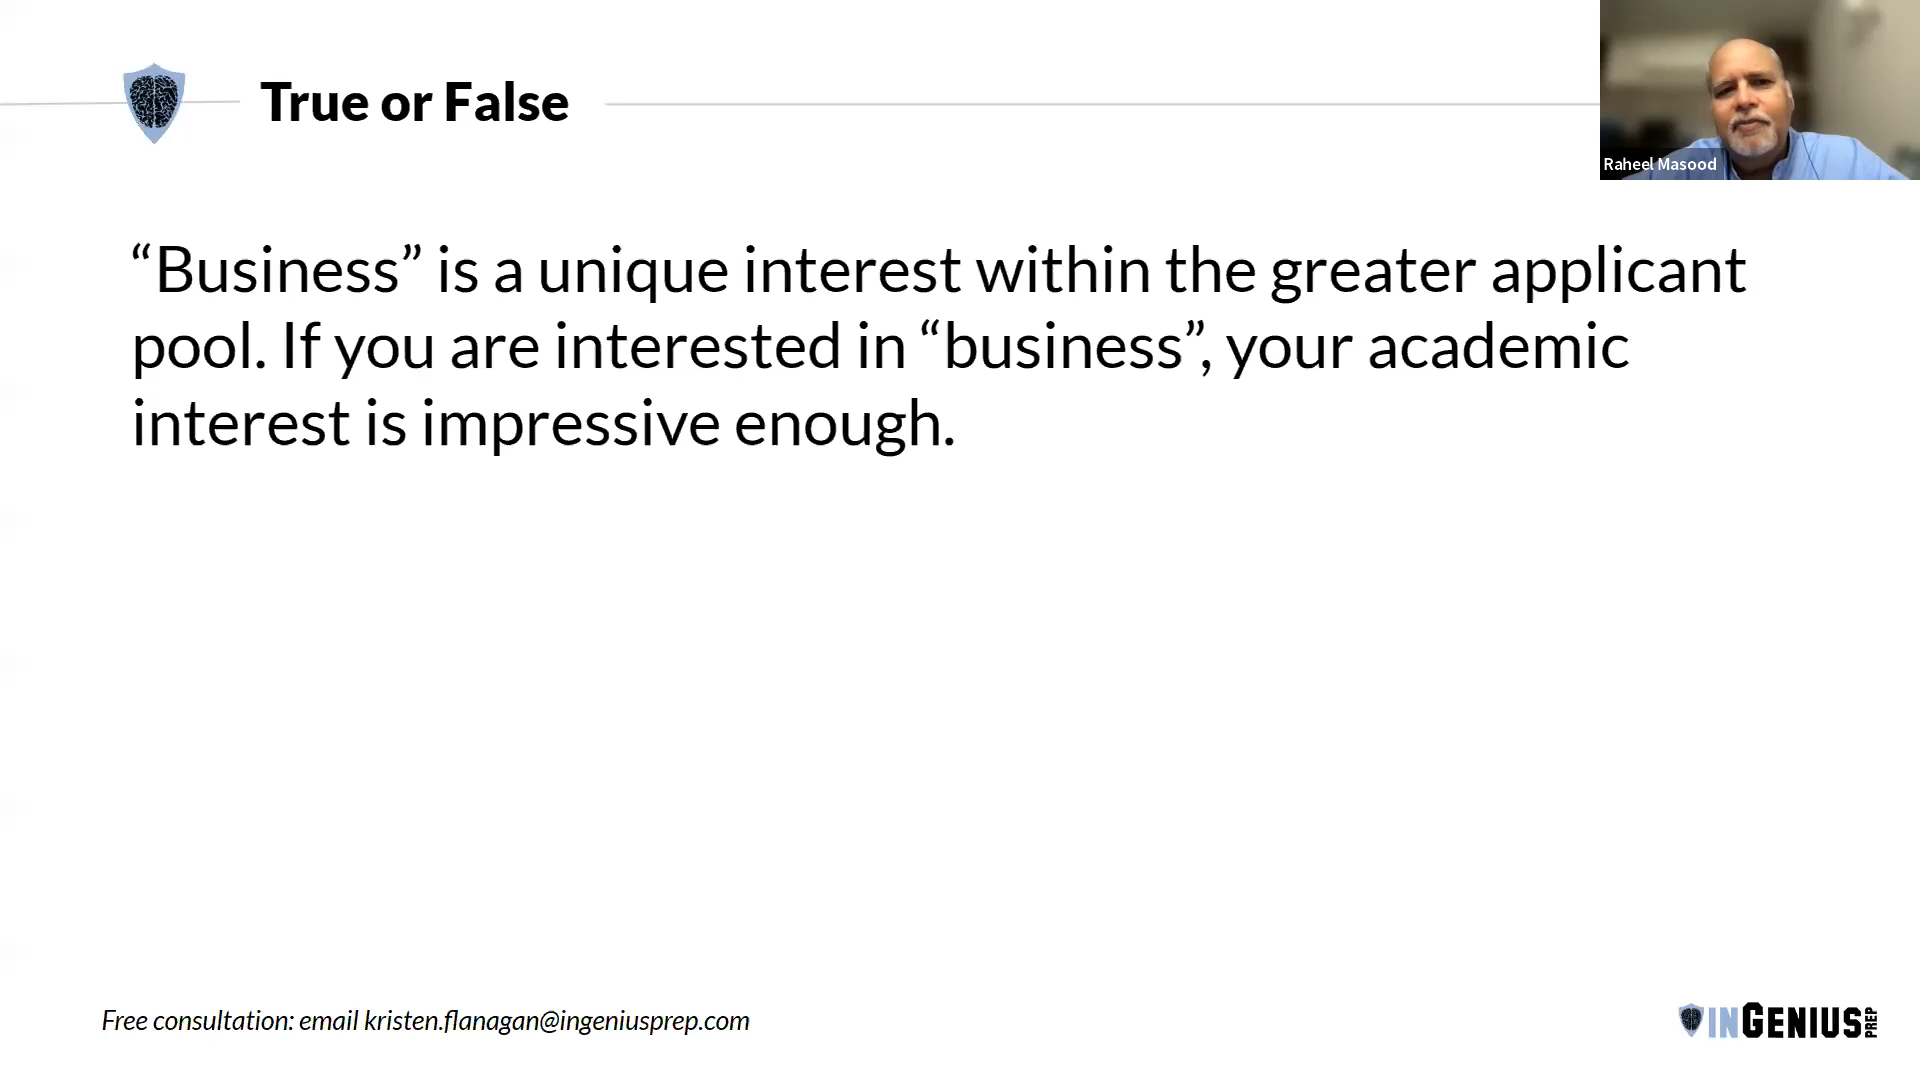 True or False
Raheel Masood
“Business” is a unique interest within the greater applicant
pool. If you are interested in “business”, your academic
interest is impressive enough.
Free consultation: email kristen.flanagan@ingeniusprep.com
INGENIUS PREP